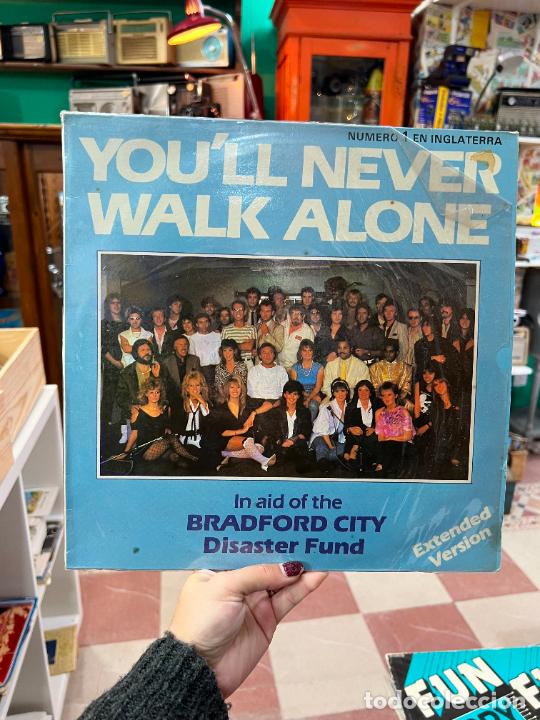 NUMERO 1 EN INGLATERRA
YOU'LL NEVER
WALK ALONE
In aid of the
BRADFORD CITY
Disaster Fund
Extended
Version
FUN
todocoleccion